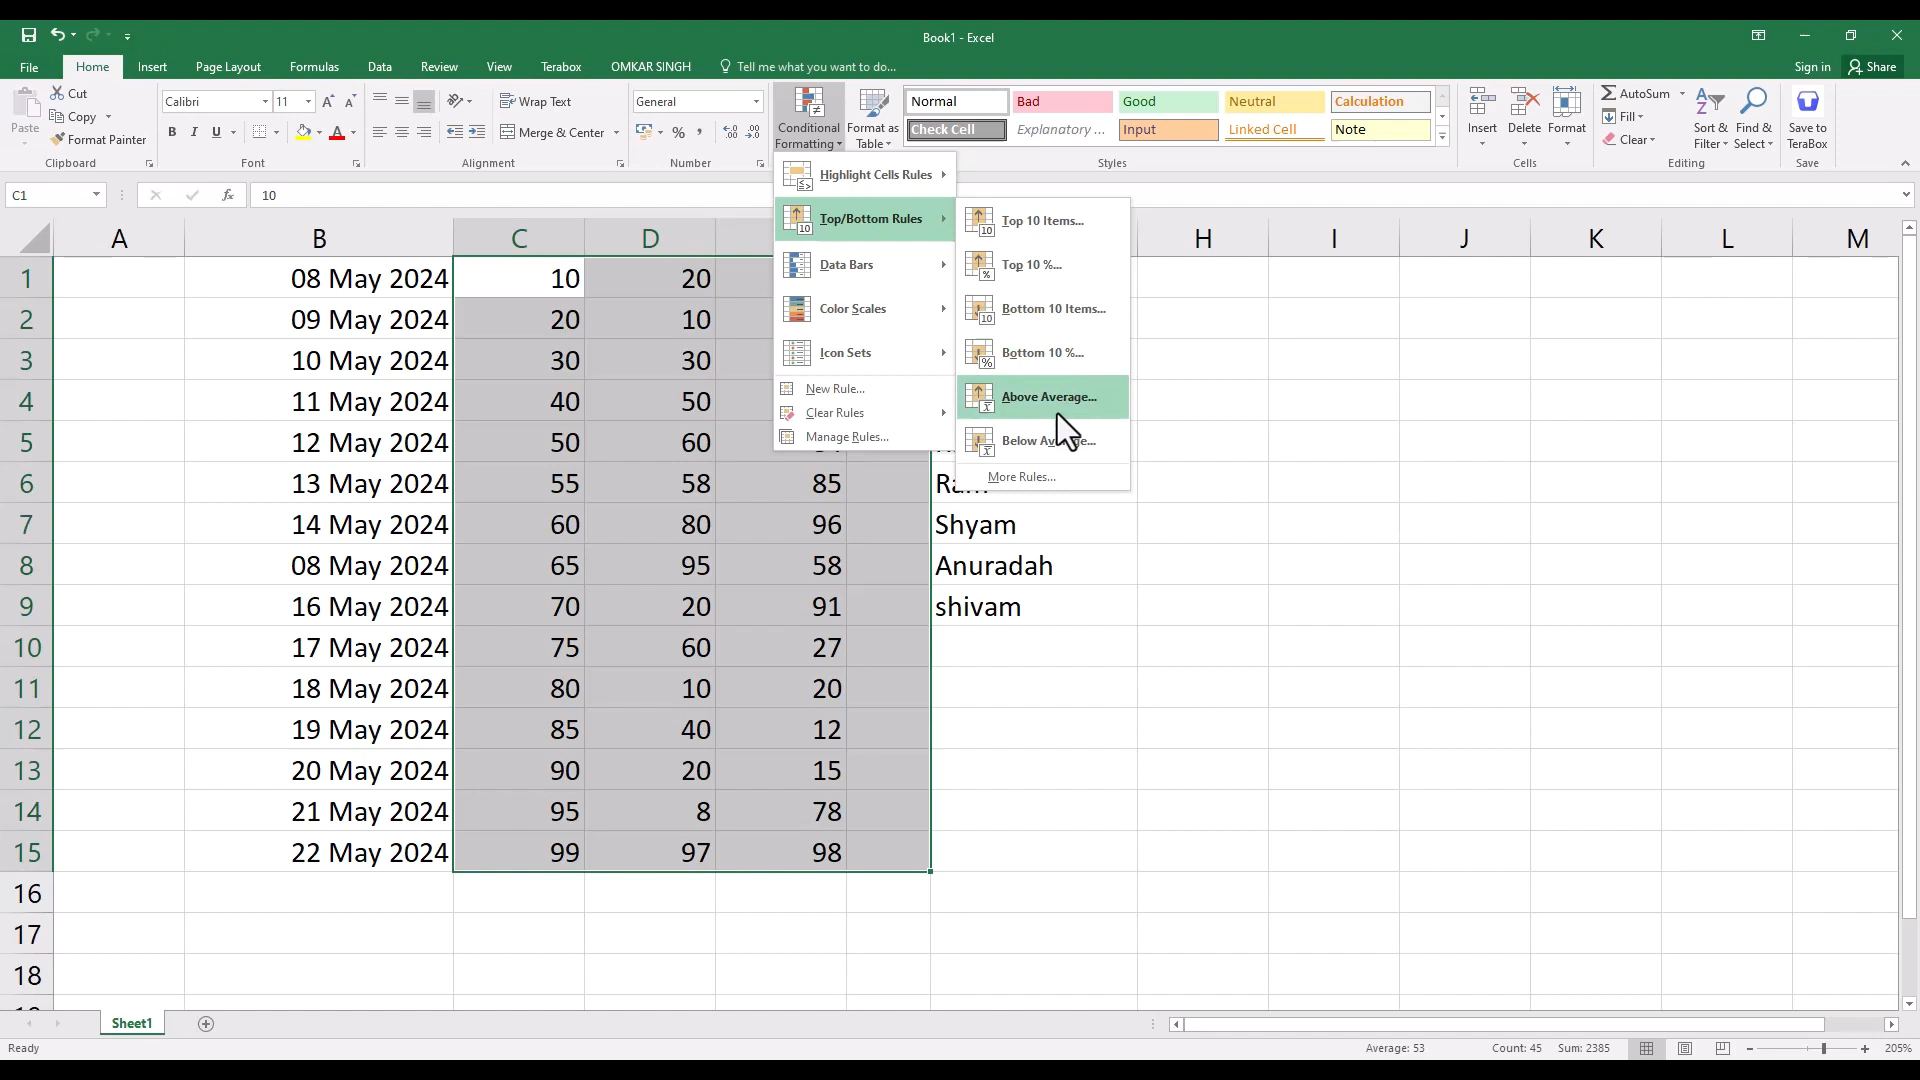 Book1 - Excel
File Home Insert Page Layout Formulas Data Review View Terabox OMKAR SINGH Tell me what you want to do... Sign in Share
Paste Cut Copy Format Painter Clipboard
Calibri 11 B I U A A A Font
Wrap Text Merge & Center Alignment
General % , Number
Conditional Formatting Format as Table
Normal Bad Good Neutral Calculation
Check Cell Explanatory ... Input Linked Cell Note
Styles
Insert Delete Format Cells
AutoSum Fill Clear Sort & Filter Find & Select Editing
Save to TeraBox Save
C1 fx 10
Highlight Cells Rules
Top/Bottom Rules
Data Bars
Color Scales
Icon Sets
New Rule...
Clear Rules
Manage Rules...
Top 10 Items...
Top 10 %...
Bottom 10 Items...
Bottom 10 %...
Above Average...
More Rules...
A B C D H I J K L M
1 08 May 2024 10 20
2 09 May 2024 20 10
3 10 May 2024 30 30
4 11 May 2024 40 50
5 12 May 2024 50 60
6 13 May 2024 55 58 85
7 14 May 2024 60 80 96 Shyam
8 08 May 2024 65 95 58 Anuradah
9 16 May 2024 70 20 91 shivam
10 17 May 2024 75 60 27
11 18 May 2024 80 10 20
12 19 May 2024 85 40 12
13 20 May 2024 90 20 15
14 21 May 2024 95 8 78
15 22 May 2024 99 97 98
16
17
18
Sheet1
Ready Average: 53 Count: 45 Sum: 2385 205%